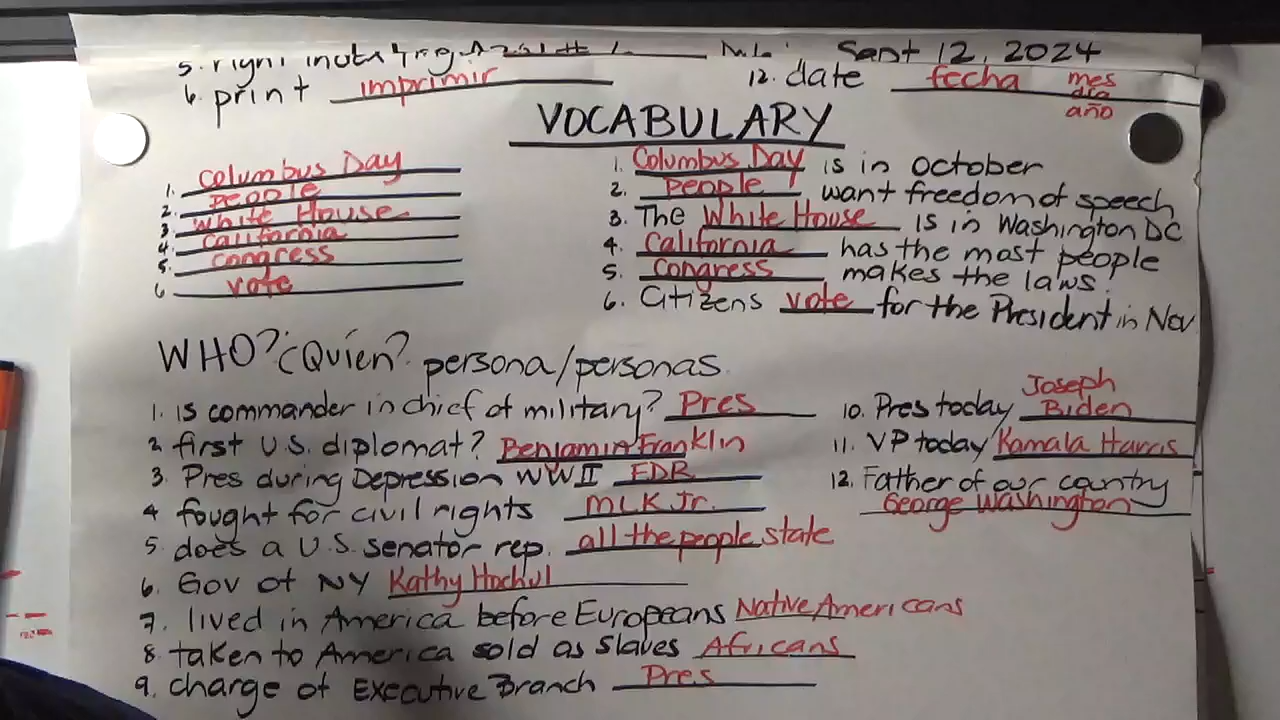 5. right Sept 12, 2024
6. print imprimir 12. date fecha mes
día
año
VOCABULARY
1. Columbus Day
2. people
3 White House
4. California
5. congress
6 vote
1. Columbus Day is in October
2. people want freedom of speech
3. The White House is in Washington DC
4. California has the most people
5. Congress makes the laws.
6. Citizens vote for the President in Nov
WHO? ¿Quién? persona/personas
1. is commander in chief of military? Pres
2 first U.S. diplomat? Benjamin Franklin
3. Pres during Depression WWII FDR
4 fought for civil rights MLK Jr.
5 does a U.S. senator rep. all the people state
6. Gov of NY Kathy Hochul
7. lived in America before Europeans Native Americans
8 taken to America sold as slaves Africans
9. charge of Executive Branch Pres
10. Pres today Joseph
Biden
11. VP today Kamala Harris
12. Father of our country
George Washington